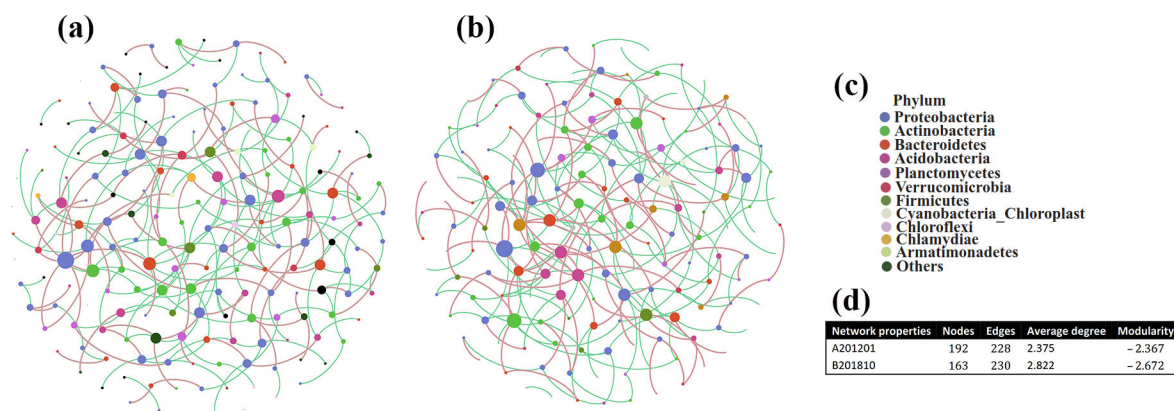 (a)
(b)
(c)
Phylum
Proteobacteria
Actinobacteria
Bacteroidetes
Acidobacteria
Planctomycetes
Verrucomicrobia
Firmicutes
Cyanobacteria_Chloroplast
Chloroflexi
Chlamydiae
Armatimonadetes
Others
(d)
Network properties Nodes Edges Average degree Modularity
A201201 192 228 2.375 −2.367
B201810 163 230 2.822 −2.672